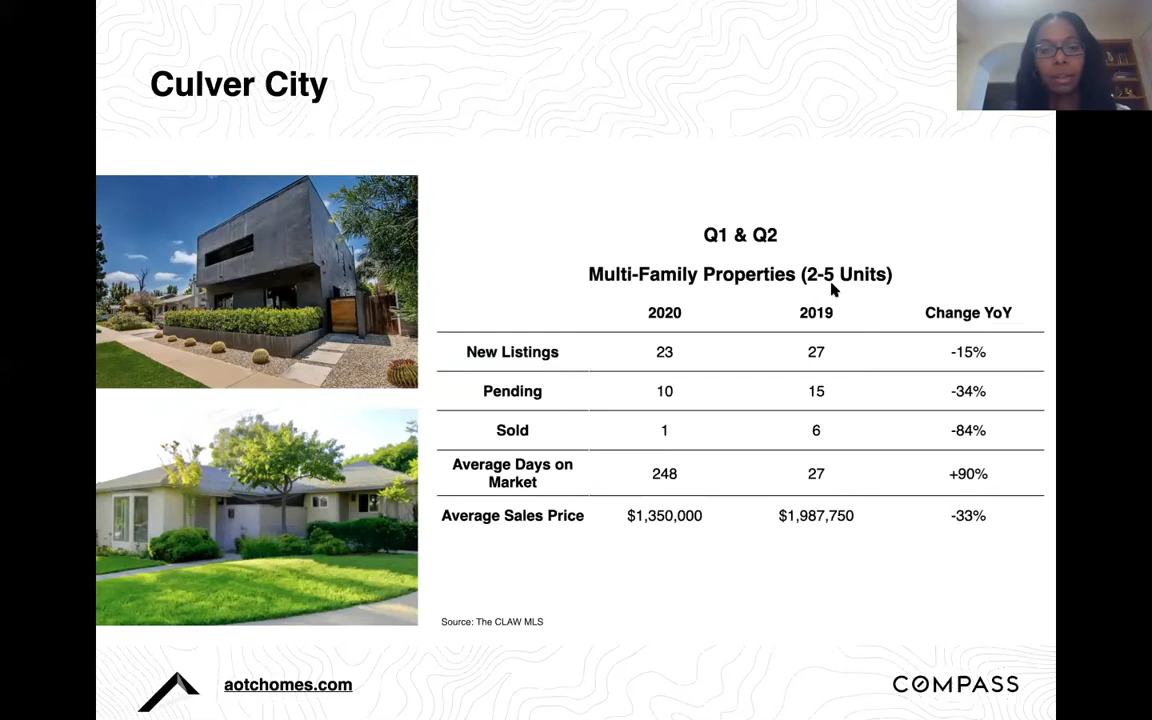 Culver City
Q1 & Q2
Multi-Family Properties (2-5 Units)
2020 2019 Change YoY
New Listings 23 27 -15%
Pending 10 15 -34%
Sold 1 6 -84%
Average Days on
Market 248 27 +90%
Average Sales Price $1,350,000 $1,987,750 -33%
Source: The CLAW MLS
aotchomes.com
COMPASS